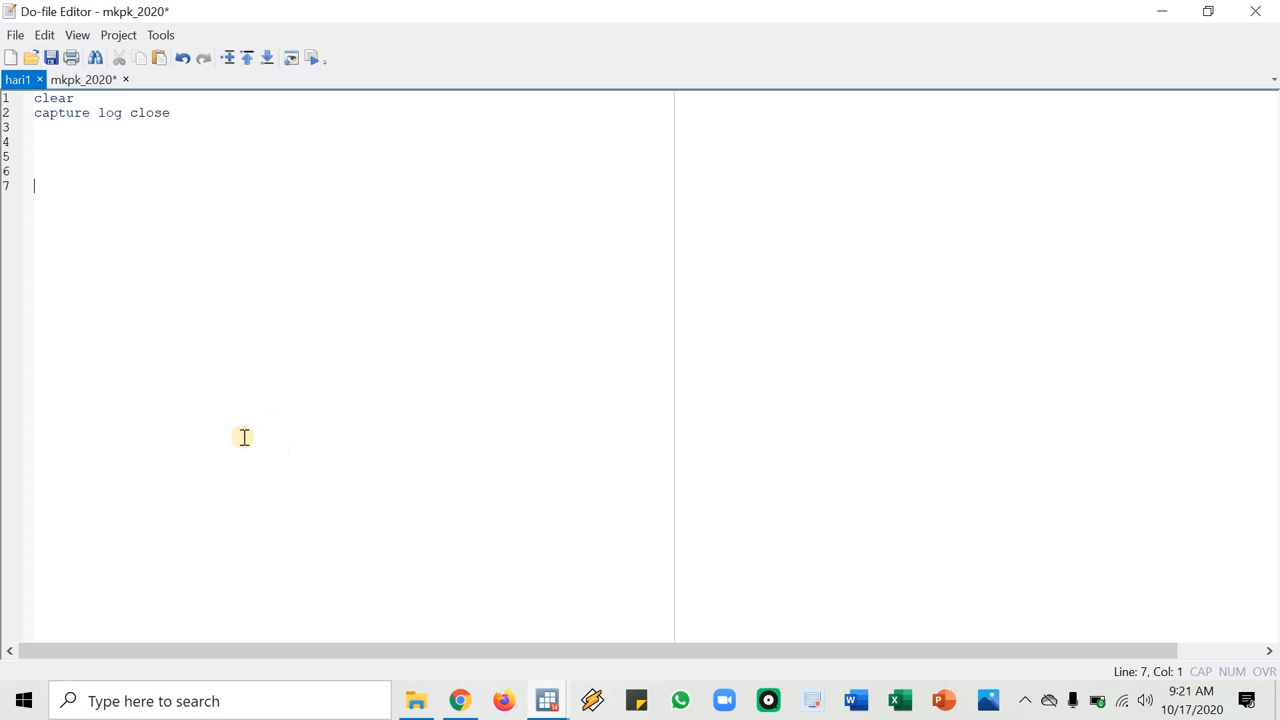 Do-file Editor - mkpk_2020*
File Edit View Project Tools
hari1 × mkpk_2020* ×
1 clear
2 capture log close
3
4
5
6
7
Line: 7, Col: 1 CAP NUM OVR
Type here to search
9:21 AM
10/17/2020